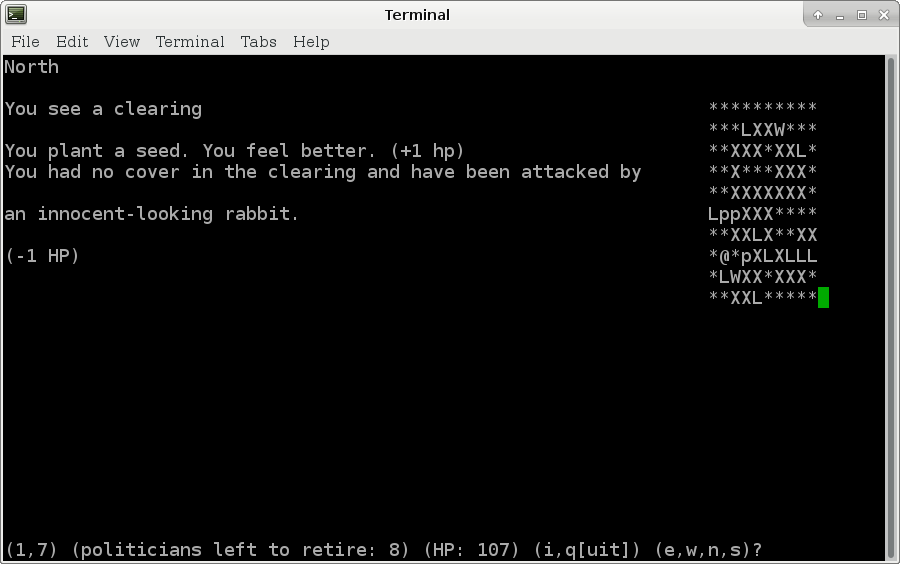 Terminal
File Edit View Terminal Tabs Help
North
You see a clearing **********
***LXXW***
You plant a seed. You feel better. (+1 hp) **XXX*XXL*
You had no cover in the clearing and have been attacked by **X***XXX*
**XXXXXXX*
an innocent-looking rabbit. LppXXX****
**XXLX**XX
(-1 HP) *@*pXLXLLL
*LWXX*XXX*
**XXL*****
(1,7) (politicians left to retire: 8) (HP: 107) (i,q[uit]) (e,w,n,s)?